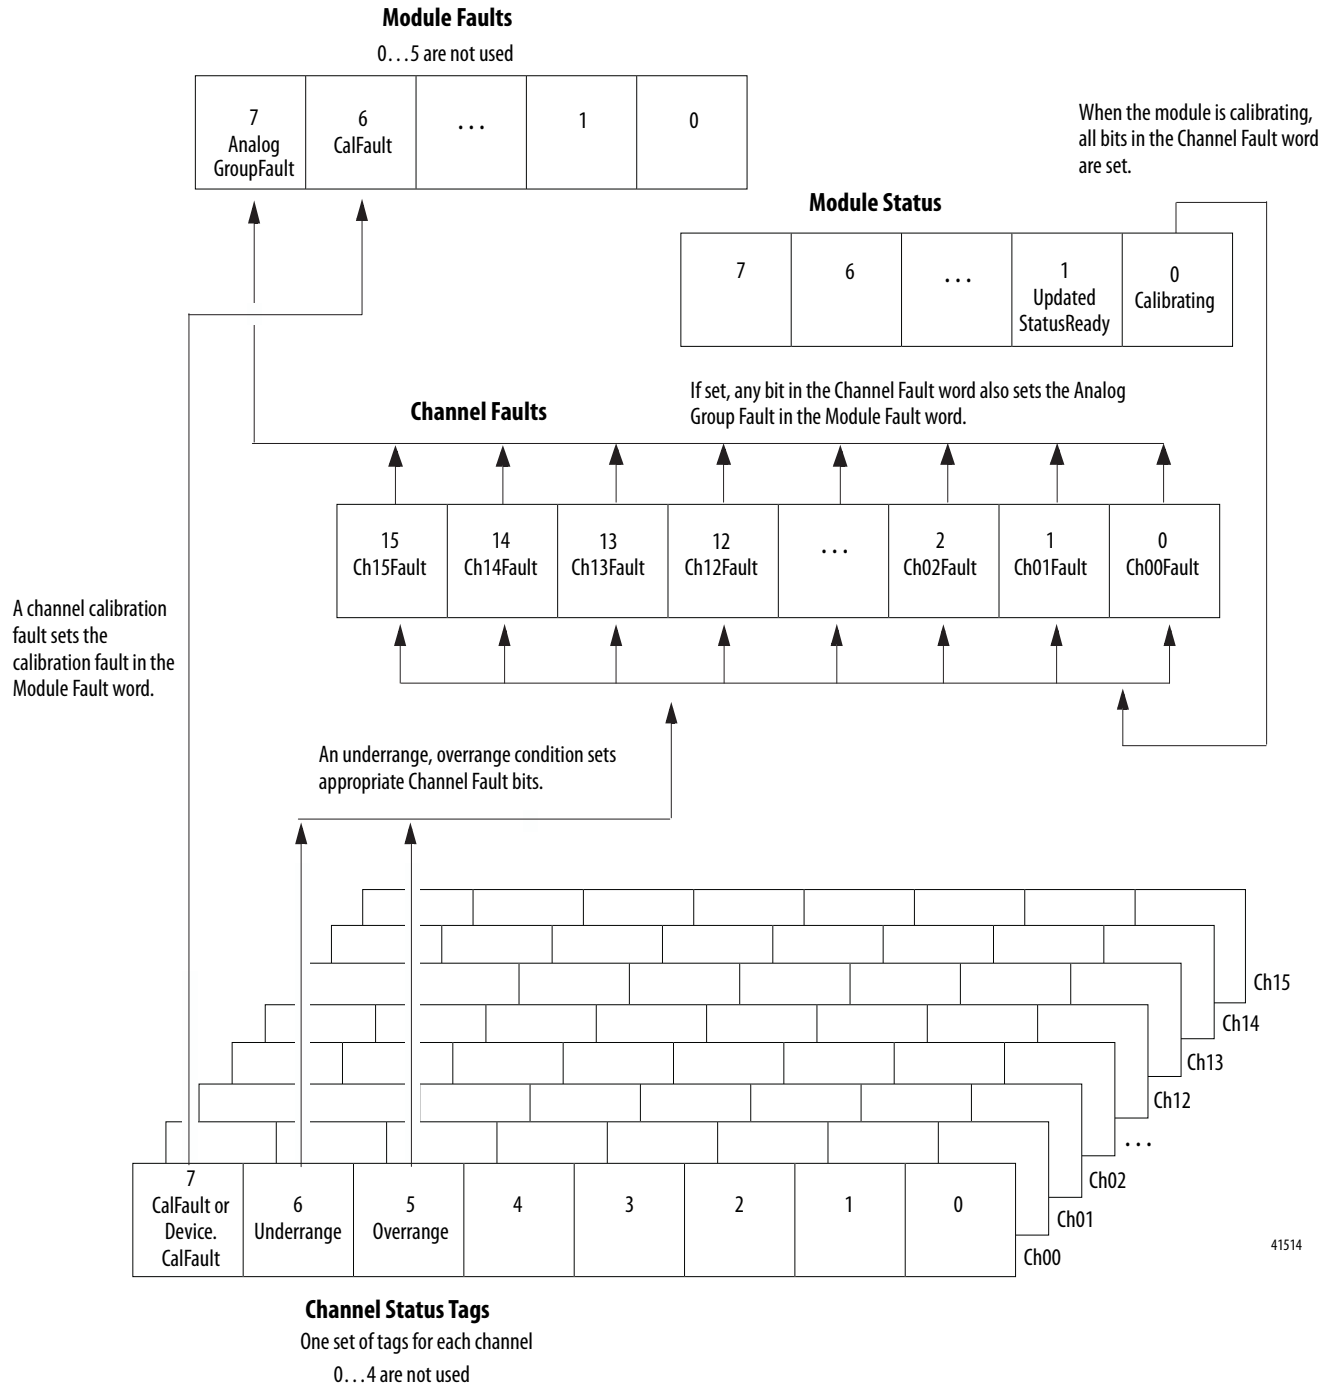 Module Faults
0...5 are not used
7
Analog
GroupFault
6
CalFault
...
1
0
When the module is calibrating,
all bits in the Channel Fault word
are set.
Module Status
7
6
...
1
Updated
StatusReady
0
Calibrating
If set, any bit in the Channel Fault word also sets the Analog
Group Fault in the Module Fault word.
Channel Faults
15
Ch15Fault
14
Ch14Fault
13
Ch13Fault
12
Ch12Fault
...
2
Ch02Fault
1
Ch01Fault
0
Ch00Fault
A channel calibration
fault sets the
calibration fault in the
Module Fault word.
An underrange, overrange condition sets
appropriate Channel Fault bits.
Ch15
Ch14
Ch13
Ch12
...
Ch02
Ch01
Ch00
7
CalFault or
Device.
CalFault
6
Underrange
5
Overrange
4
3
2
1
0
41514
Channel Status Tags
One set of tags for each channel
0...4 are not used